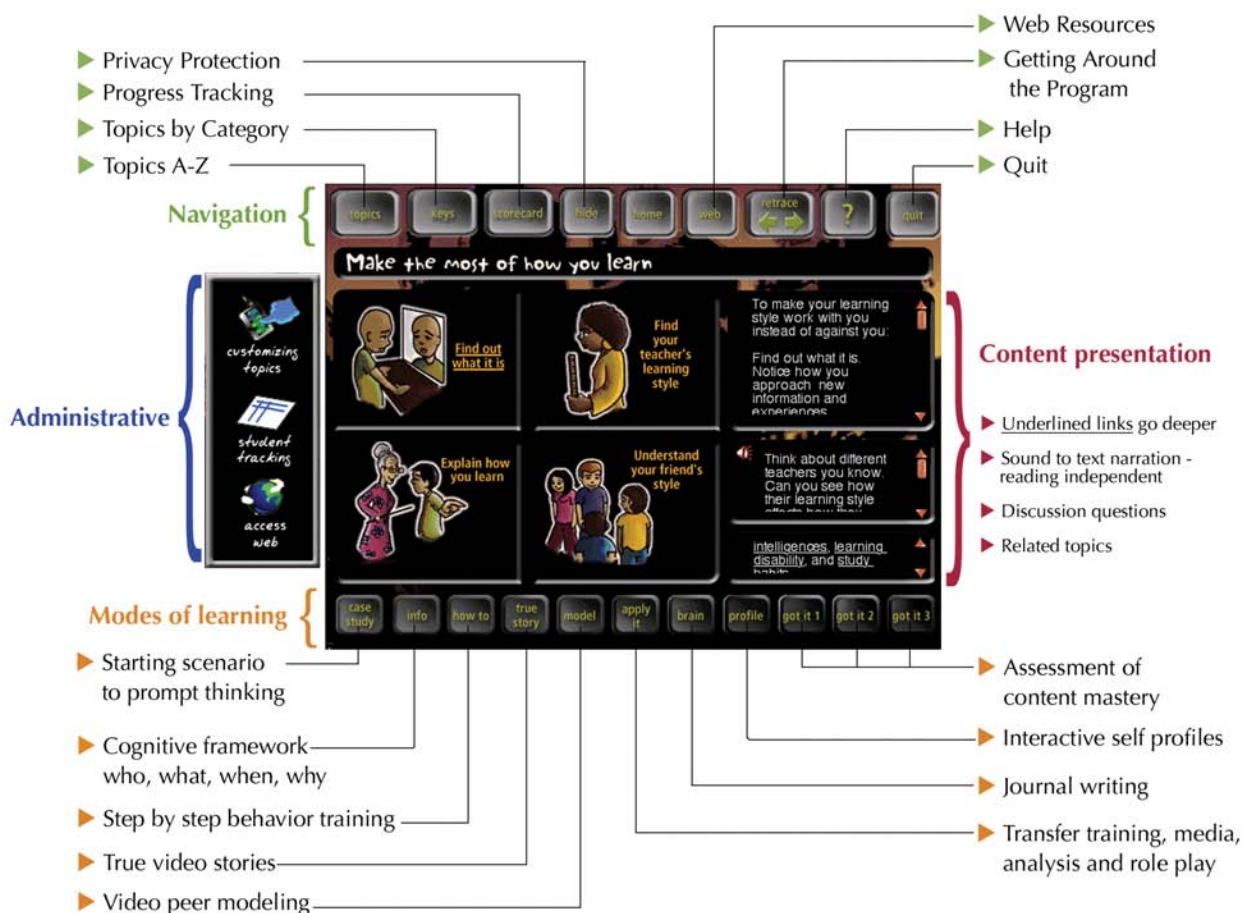 Privacy Protection
Progress Tracking
Topics by Category
Topics A-Z
Web Resources
Getting Around
the Program
Help
Quit
Navigation
topics
keys
scorecard
hide
home
web
retrace
?
quit
Make the most of how you learn
Administrative
customizing
topics
student
tracking
access
web
Find out
what it is
Find
your
teacher's
learning
style
Explain how
you learn
Understand
your friend's
style
To make your learning
style work with you
instead of against you:
Find out what it is.
Notice how you
approach new
information and
experiences
Think about different
teachers you know.
Can you see how
their learning style
affects how they
intelligences, learning
disability, and study
habits
Content presentation
Underlined links go deeper
Sound to text narration -
reading independent
Discussion questions
Related topics
Modes of learning
case
study
info
how to
true
story
model
apply
it
brain
profile
got it 1
got it 2
got it 3
Starting scenario
to prompt thinking
Cognitive framework
who, what, when, why
Step by step behavior training
True video stories
Video peer modeling
Assessment of
content mastery
Interactive self profiles
Journal writing
Transfer training, media,
analysis and role play